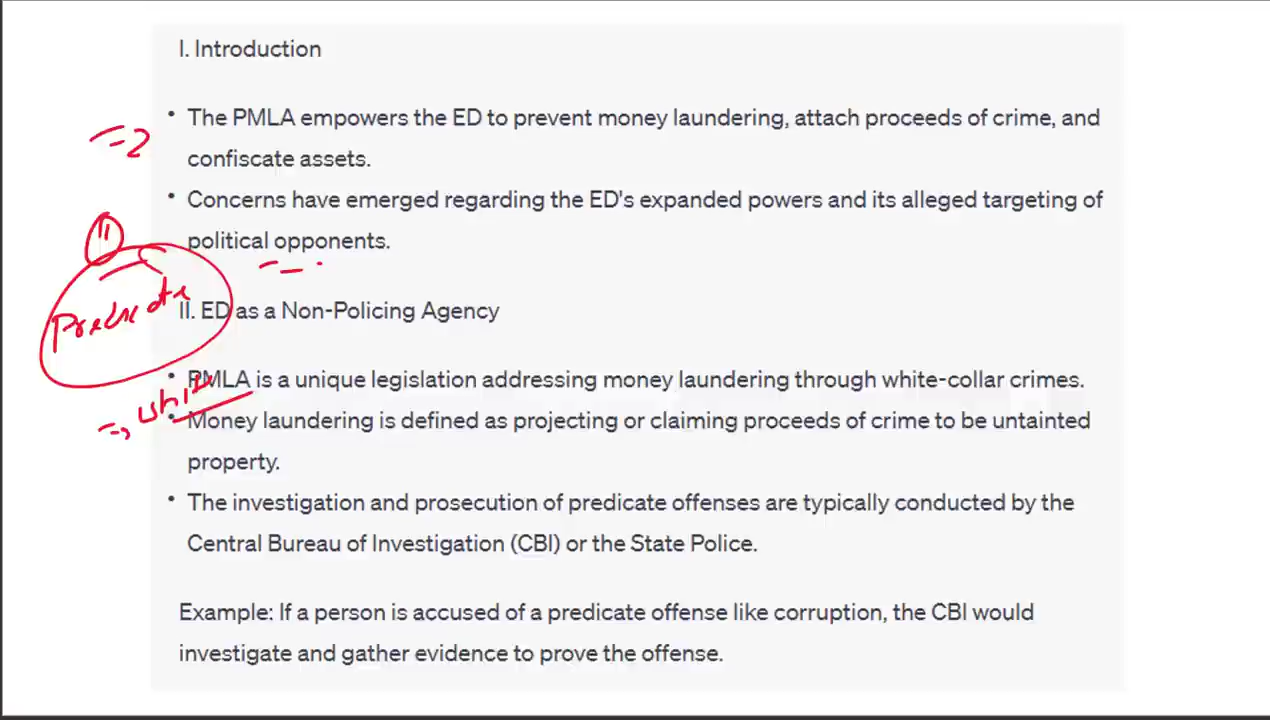 I. Introduction
• The PMLA empowers the ED to prevent money laundering, attach proceeds of crime, and
confiscate assets.
=2
• Concerns have emerged regarding the ED's expanded powers and its alleged targeting of
political opponents.
Predicate
II. ED as a Non-Policing Agency
• PMLA is a unique legislation addressing money laundering through white-collar crimes.
• Money laundering is defined as projecting or claiming proceeds of crime to be untainted
property.
• The investigation and prosecution of predicate offenses are typically conducted by the
Central Bureau of Investigation (CBI) or the State Police.
Example: If a person is accused of a predicate offense like corruption, the CBI would
investigate and gather evidence to prove the offense.